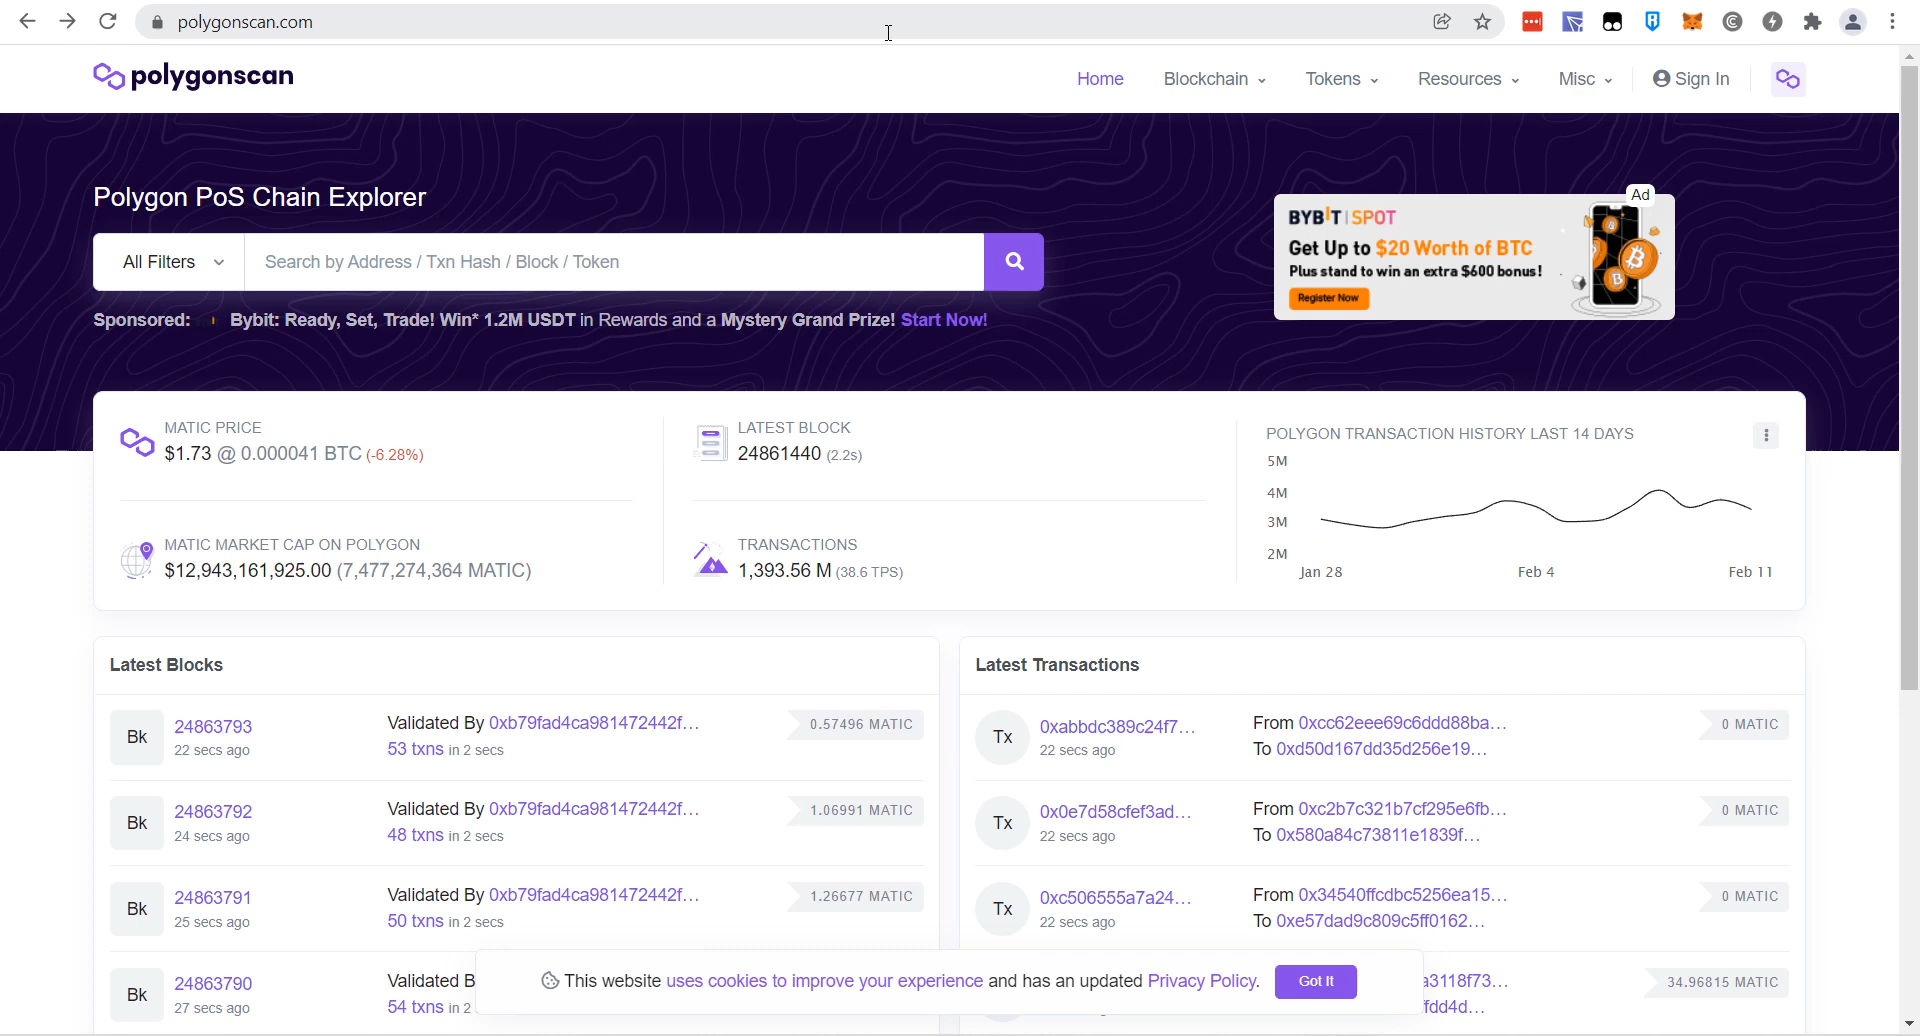 polygonscan.com
polygonscan
Home
Blockchain
Tokens
Resources
Misc
Sign In
Polygon PoS Chain Explorer
All Filters
Search by Address / Txn Hash / Block / Token
Sponsored: Bybit: Ready, Set, Trade! Win* 1.2M USDT in Rewards and a Mystery Grand Prize! Start Now!
Ad
BYBIT | SPOT
Get Up to $20 Worth of BTC
Plus stand to win an extra $600 bonus!
Register Now
MATIC PRICE
$1.73 @ 0.000041 BTC (-6.28%)
MATIC MARKET CAP ON POLYGON
$12,943,161,925.00 (7,477,274,364 MATIC)
LATEST BLOCK
24861440 (2.2s)
TRANSACTIONS
1,393.56 M (38.6 TPS)
POLYGON TRANSACTION HISTORY LAST 14 DAYS
5M
4M
3M
2M
Jan 28
Feb 4
Feb 11
Latest Blocks
Bk
24863793
22 secs ago
Validated By 0xb79fad4ca981472442f...
53 txns in 2 secs
0.57496 MATIC
Bk
24863792
24 secs ago
Validated By 0xb79fad4ca981472442f...
48 txns in 2 secs
1.06991 MATIC
Bk
24863791
25 secs ago
Validated By 0xb79fad4ca981472442f...
50 txns in 2 secs
1.26677 MATIC
Bk
24863790
27 secs ago
Validated B
54 txns in 2
Latest Transactions
Tx
0xabbdc389c24f7...
22 secs ago
From 0xcc62eee69c6ddd88ba...
To 0xd50d167dd35d256e19...
0 MATIC
Tx
0x0e7d58cfef3ad...
22 secs ago
From 0xc2b7c321b7cf295e6fb...
To 0x580a84c73811e1839f...
0 MATIC
Tx
0xc506555a7a24...
22 secs ago
From 0x34540ffcdbc5256ea15...
To 0xe57dad9c809c5ff0162...
0 MATIC
a3118f73...
fdd4d...
34.96815 MATIC
This website uses cookies to improve your experience and has an updated Privacy Policy.
Got It